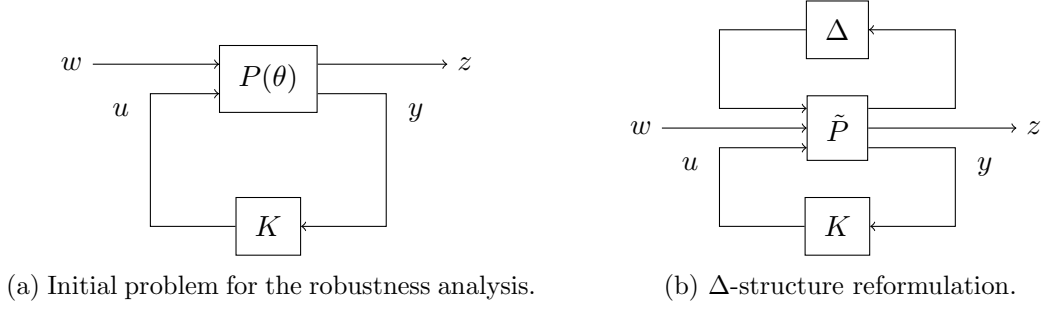 w
P(θ)
z
u
y
K
(a) Initial problem for the robustness analysis.
Δ
w
P̃
z
u
y
K
(b) Δ-structure reformulation.